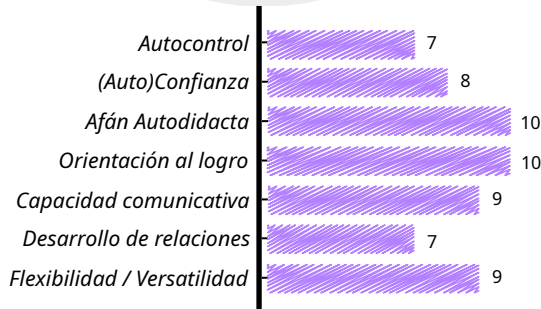 Autocontrol 7
(Auto)Confianza 8
Afán Autodidacta 10
Orientación al logro 10
Capacidad comunicativa 9
Desarrollo de relaciones 7
Flexibilidad / Versatilidad 9